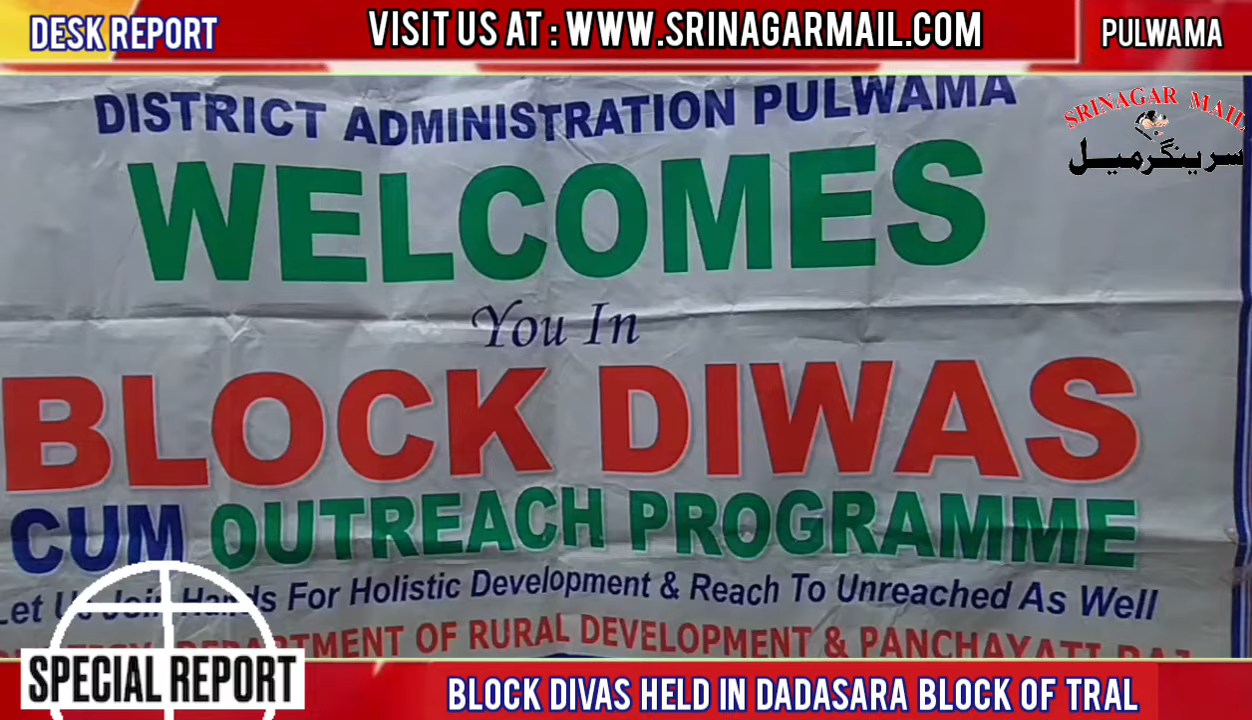 DESK REPORT
VISIT US AT : WWW.SRINAGARMAIL.COM
PULWAMA
SRINAGAR MAIL
سرینگرمیل
DISTRICT ADMINISTRATION PULWAMA
WELCOMES
You In
BLOCK DIWAS
CUM OUTREACH PROGRAMME
Let Us Join Hands For Holistic Development & Reach To Unreached As Well
DEPARTMENT OF RURAL DEVELOPMENT & PANCHAYATI RAJ
SPECIAL REPORT
BLOCK DIVAS HELD IN DADASARA BLOCK OF TRAL